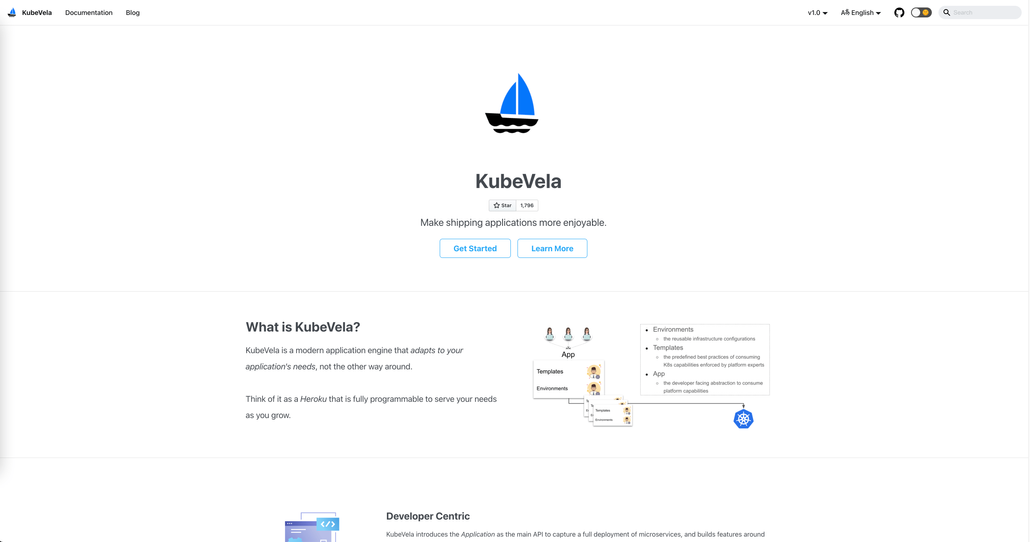 KubeVela Documentation Blog v1.0 English Search
KubeVela
Star 1,796
Make shipping applications more enjoyable.
Get Started Learn More
What is KubeVela?
KubeVela is a modern application engine that adapts to your
application's needs, not the other way around.
Think of it as a Heroku that is fully programmable to serve your needs
as you grow.
App
Templates
Environments
Templates
Environments
Environments
the reusable infrastructure configurations
Templates
the predefined best practices of consuming
K8s capabilities enforced by platform experts
App
the developer facing abstraction to consume
platform capabilities
Developer Centric
KubeVela introduces the Application as the main API to capture a full deployment of microservices, and builds features around